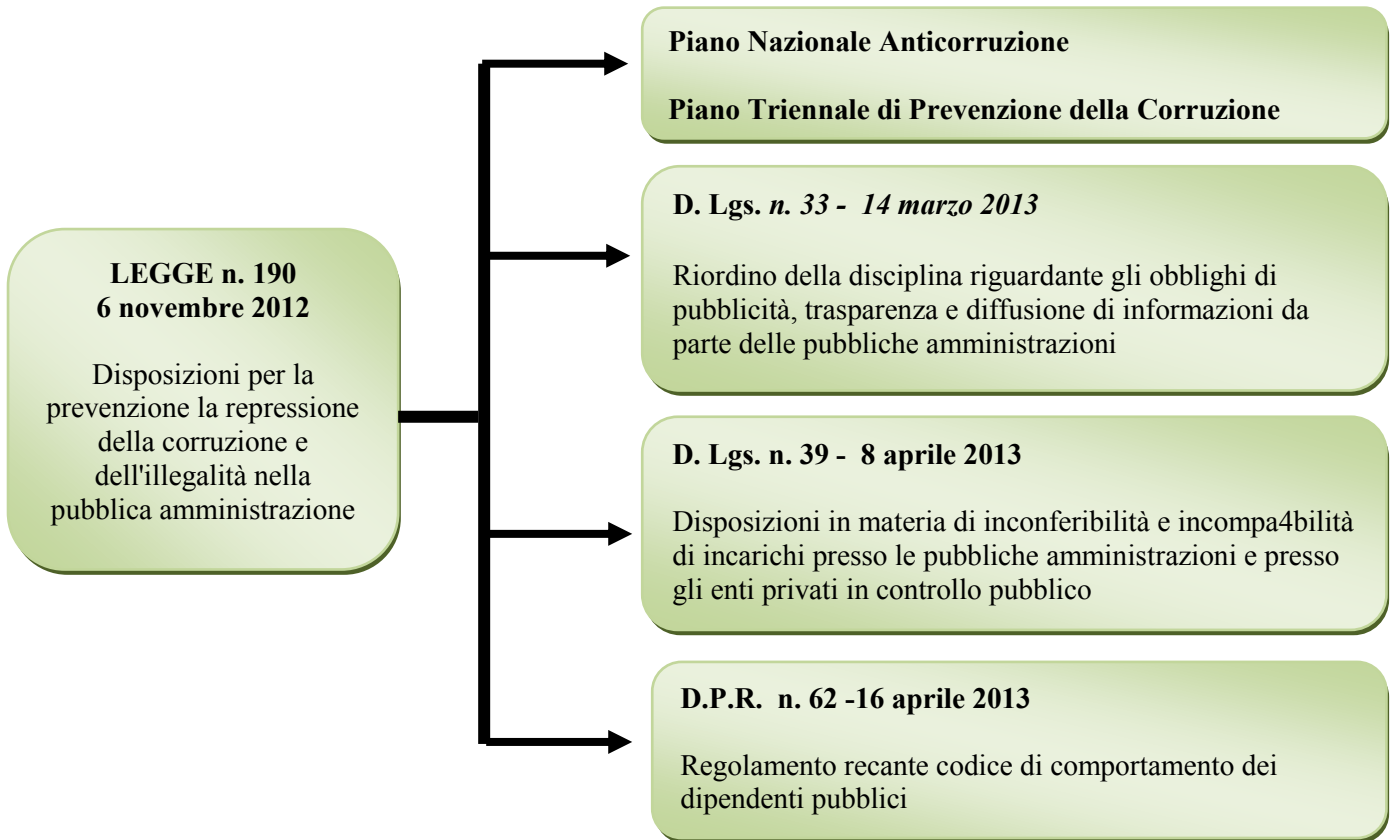 LEGGE n. 190
6 novembre 2012
Disposizioni per la
prevenzione la repressione
della corruzione e
dell'illegalità nella
pubblica amministrazione
Piano Nazionale Anticorruzione
Piano Triennale di Prevenzione della Corruzione
D. Lgs. n. 33 - 14 marzo 2013
Riordino della disciplina riguardante gli obblighi di
pubblicità, trasparenza e diffusione di informazioni da
parte delle pubbliche amministrazioni
D. Lgs. n. 39 - 8 aprile 2013
Disposizioni in materia di inconferibilità e incompa4bilità
di incarichi presso le pubbliche amministrazioni e presso
gli enti privati in controllo pubblico
D.P.R. n. 62 -16 aprile 2013
Regolamento recante codice di comportamento dei
dipendenti pubblici